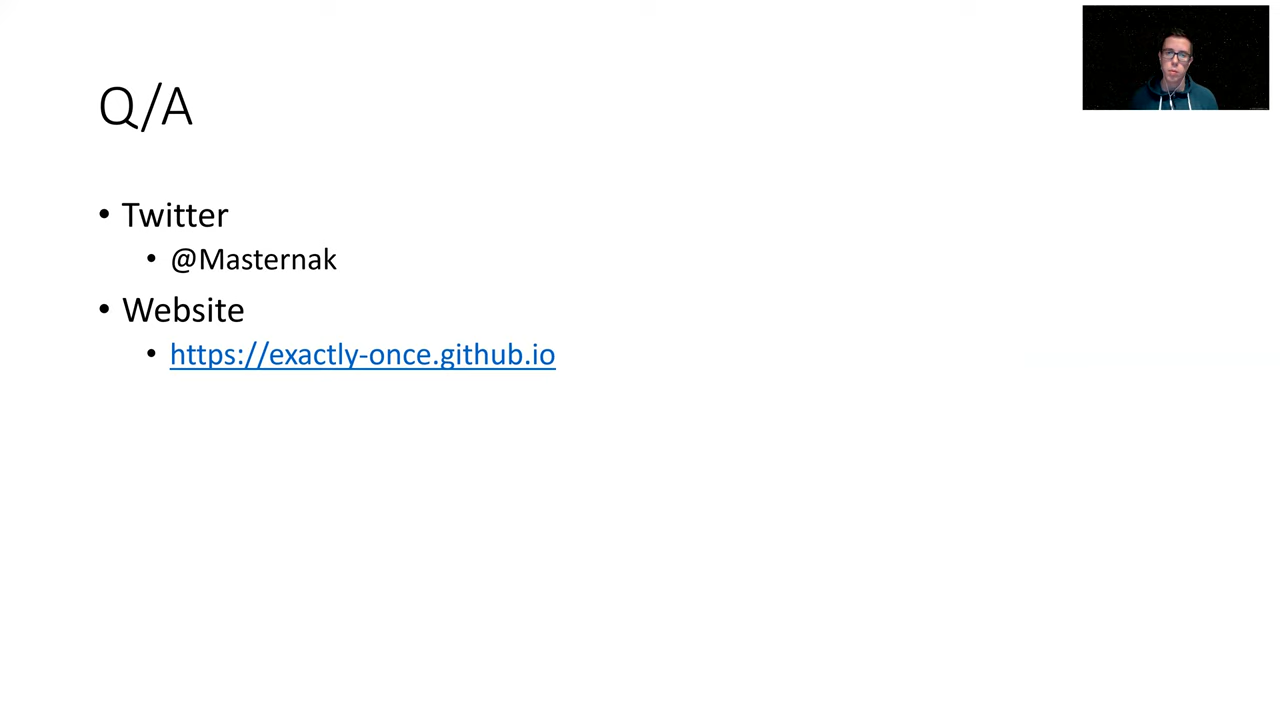 Q/A
• Twitter
• @Masternak
• Website
• https://exactly-once.github.io